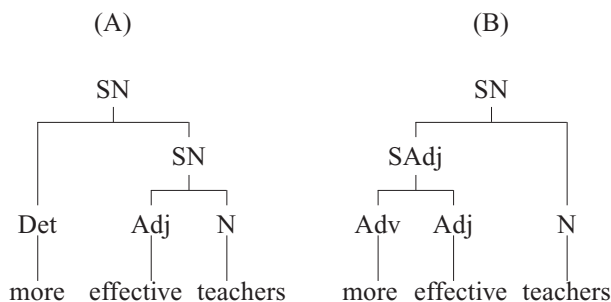 (A) (B)
SN SN
SN SAdj
Det Adj N Adv Adj N
more effective teachers more effective teachers